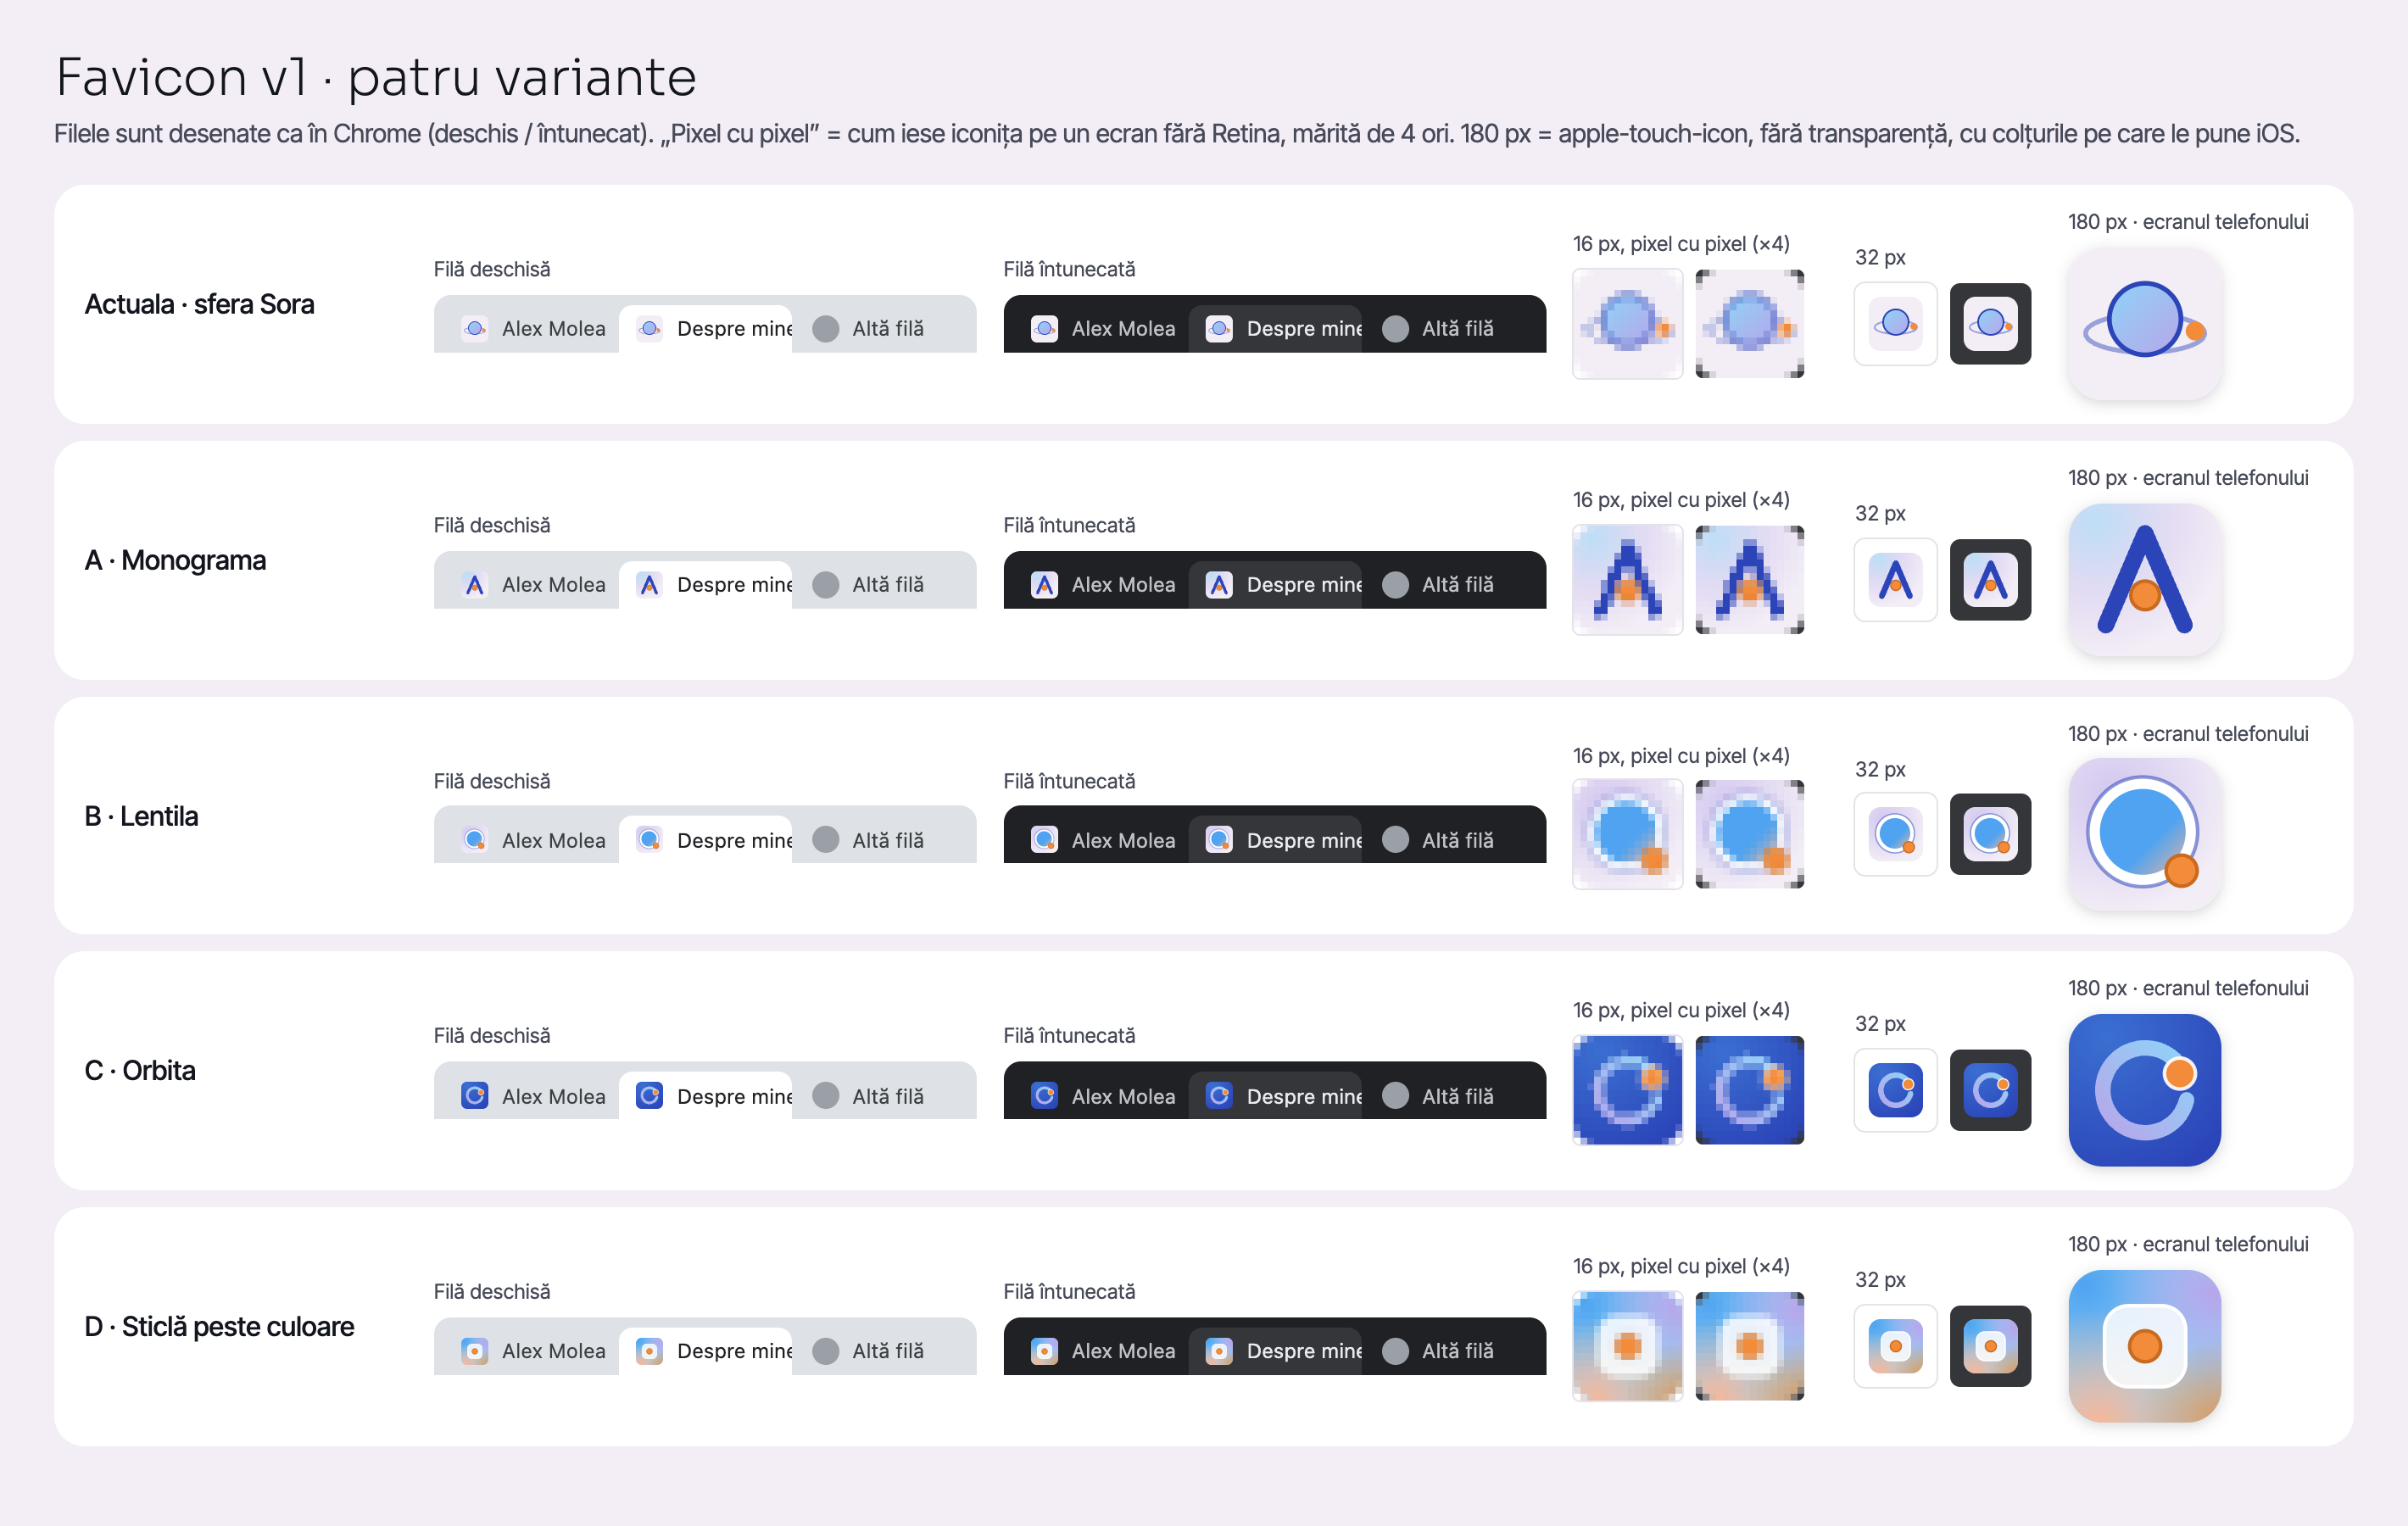 Favicon v1 · patru variante
Filele sunt desenate ca în Chrome (deschis / întunecat). „Pixel cu pixel” = cum iese iconița pe un ecran fără Retina, mărită de 4 ori. 180 px = apple-touch-icon, fără transparență, cu colțurile pe care le pune iOS.
Actuala · sfera Sora
Filă deschisă
Alex Molea
Despre mine
Altă filă
Filă întunecată
Alex Molea
Despre mine
Altă filă
16 px, pixel cu pixel (×4)
32 px
180 px · ecranul telefonului
A · Monograma
Filă deschisă
Alex Molea
Despre mine
Altă filă
Filă întunecată
Alex Molea
Despre mine
Altă filă
16 px, pixel cu pixel (×4)
32 px
180 px · ecranul telefonului
B · Lentila
Filă deschisă
Alex Molea
Despre mine
Altă filă
Filă întunecată
Alex Molea
Despre mine
Altă filă
16 px, pixel cu pixel (×4)
32 px
180 px · ecranul telefonului
C · Orbita
Filă deschisă
Alex Molea
Despre mine
Altă filă
Filă întunecată
Alex Molea
Despre mine
Altă filă
16 px, pixel cu pixel (×4)
32 px
180 px · ecranul telefonului
D · Sticlă peste culoare
Filă deschisă
Alex Molea
Despre mine
Altă filă
Filă întunecată
Alex Molea
Despre mine
Altă filă
16 px, pixel cu pixel (×4)
32 px
180 px · ecranul telefonului